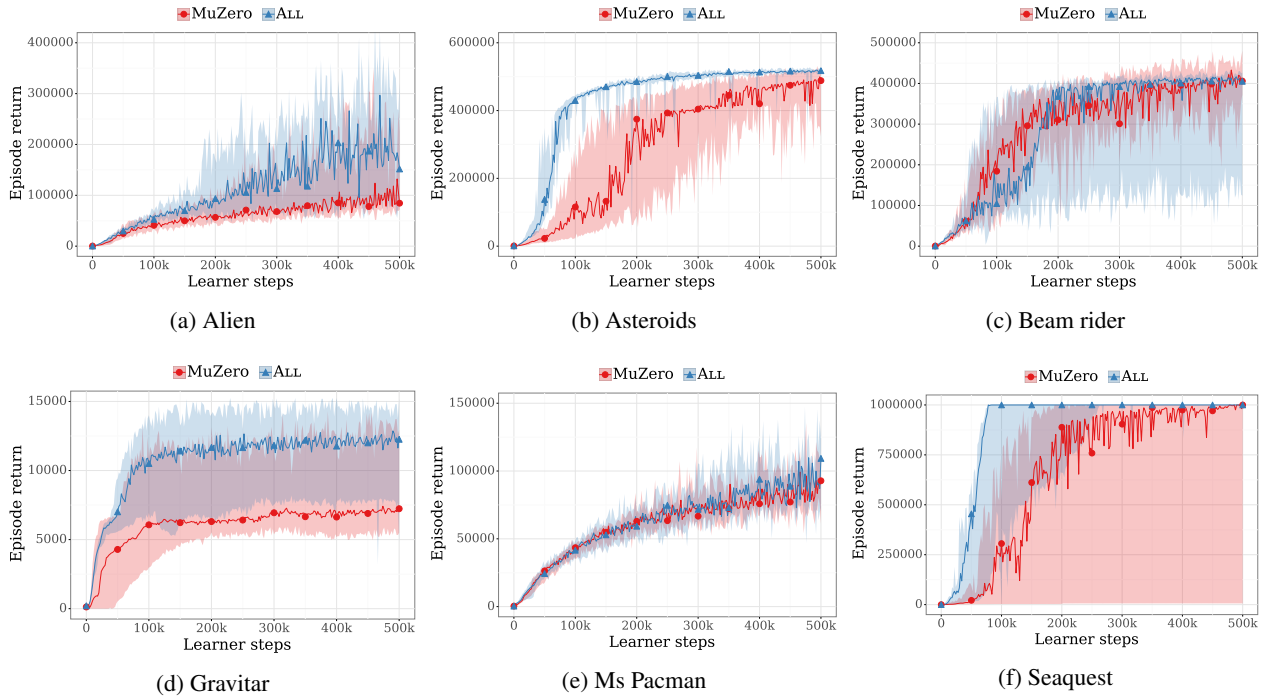 MuZero ALL
400000
300000
200000
100000
0
Episode return
0 100k 200k 300k 400k 500k
Learner steps
(a) Alien
MuZero ALL
600000
400000
200000
0
Episode return
0 100k 200k 300k 400k 500k
Learner steps
(b) Asteroids
MuZero ALL
500000
400000
300000
200000
100000
0
Episode return
0 100k 200k 300k 400k 500k
Learner steps
(c) Beam rider
MuZero ALL
15000
10000
5000
0
Episode return
0 100k 200k 300k 400k 500k
Learner steps
(d) Gravitar
MuZero ALL
150000
100000
50000
0
Episode return
0 100k 200k 300k 400k 500k
Learner steps
(e) Ms Pacman
MuZero ALL
1000000
750000
500000
250000
0
Episode return
0 100k 200k 300k 400k 500k
Learner steps
(f) Seaquest